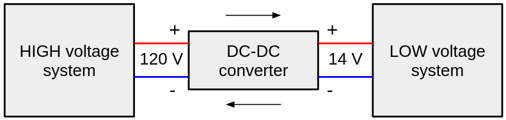 HIGH voltage
system
+
120 V
-
DC-DC
converter
+
14 V
-
LOW voltage
system